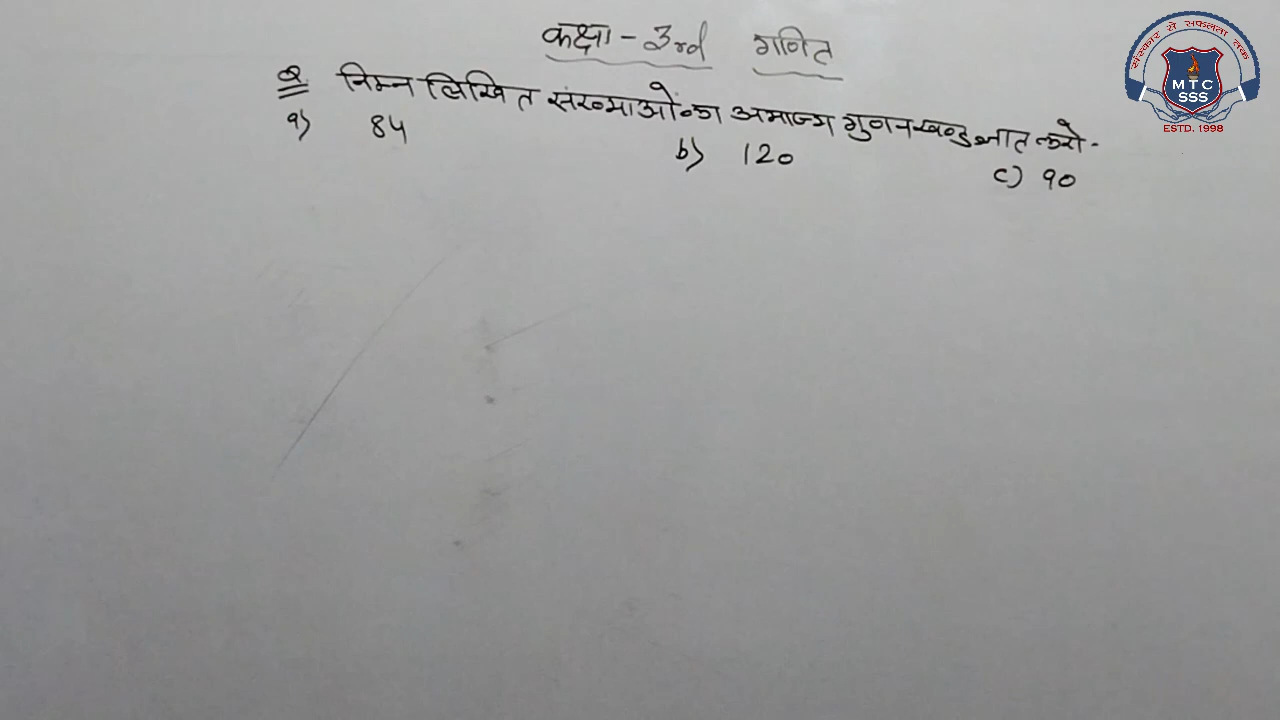 कक्षा - 3rd गणित
Q निम्न लिखित संख्याओं का अभाज्य गुणनखण्ड ज्ञात करो -
a) 84 b) 120 c) 90
संस्कार से सफलता तक
MTC
SSS
ESTD. 1998